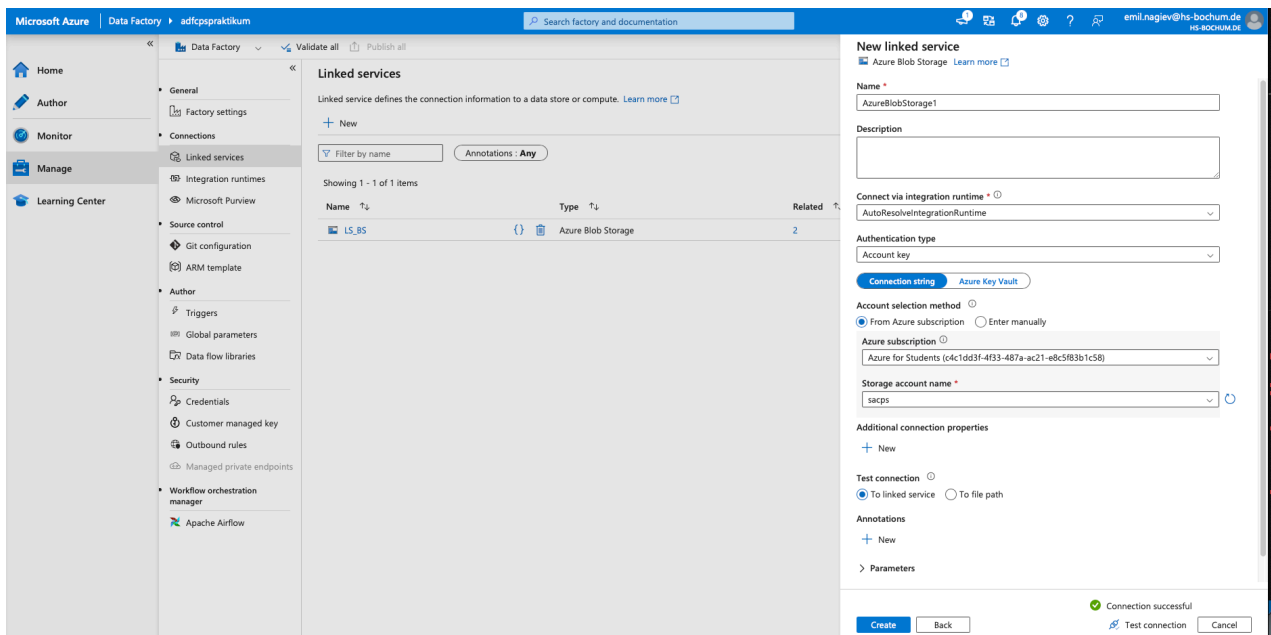 Microsoft Azure
Data Factory
adfcpspraktikum
Search factory and documentation
emil.nagiev@hs-bochum.de
HS-BOCHUM.DE
Home
Author
Monitor
Manage
Learning Center
Data Factory
Validate all
Publish all
General
Factory settings
Connections
Linked services
Integration runtimes
Microsoft Purview
Source control
Git configuration
ARM template
Author
Triggers
Global parameters
Data flow libraries
Security
Credentials
Customer managed key
Outbound rules
Managed private endpoints
Workflow orchestration
manager
Apache Airflow
Linked services
Linked service defines the connection information to a data store or compute. Learn more
New
Filter by name
Annotations : Any
Showing 1 - 1 of 1 items
Name Type Related
LS_BS {} Azure Blob Storage 2
New linked service
Azure Blob Storage Learn more
Name *
AzureBlobStorage1
Description
Connect via integration runtime *
AutoResolveIntegrationRuntime
Authentication type
Account key
Connection string Azure Key Vault
Account selection method
From Azure subscription Enter manually
Azure subscription
Azure for Students (c4c1dd3f-4f33-487a-ac21-e8c5f83b1c58)
Storage account name *
sacps
Additional connection properties
New
Test connection
To linked service To file path
Annotations
New
Parameters
Connection successful
Create Back Test connection Cancel